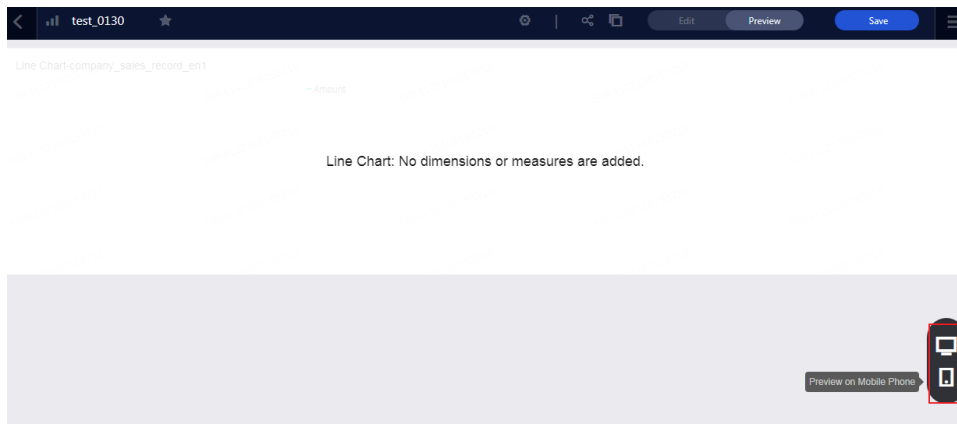 test_0130
Edit
Preview
Save
Line Chart-company_sales_record_en1
Amount
Line Chart: No dimensions or measures are added.
Preview on Mobile Phone